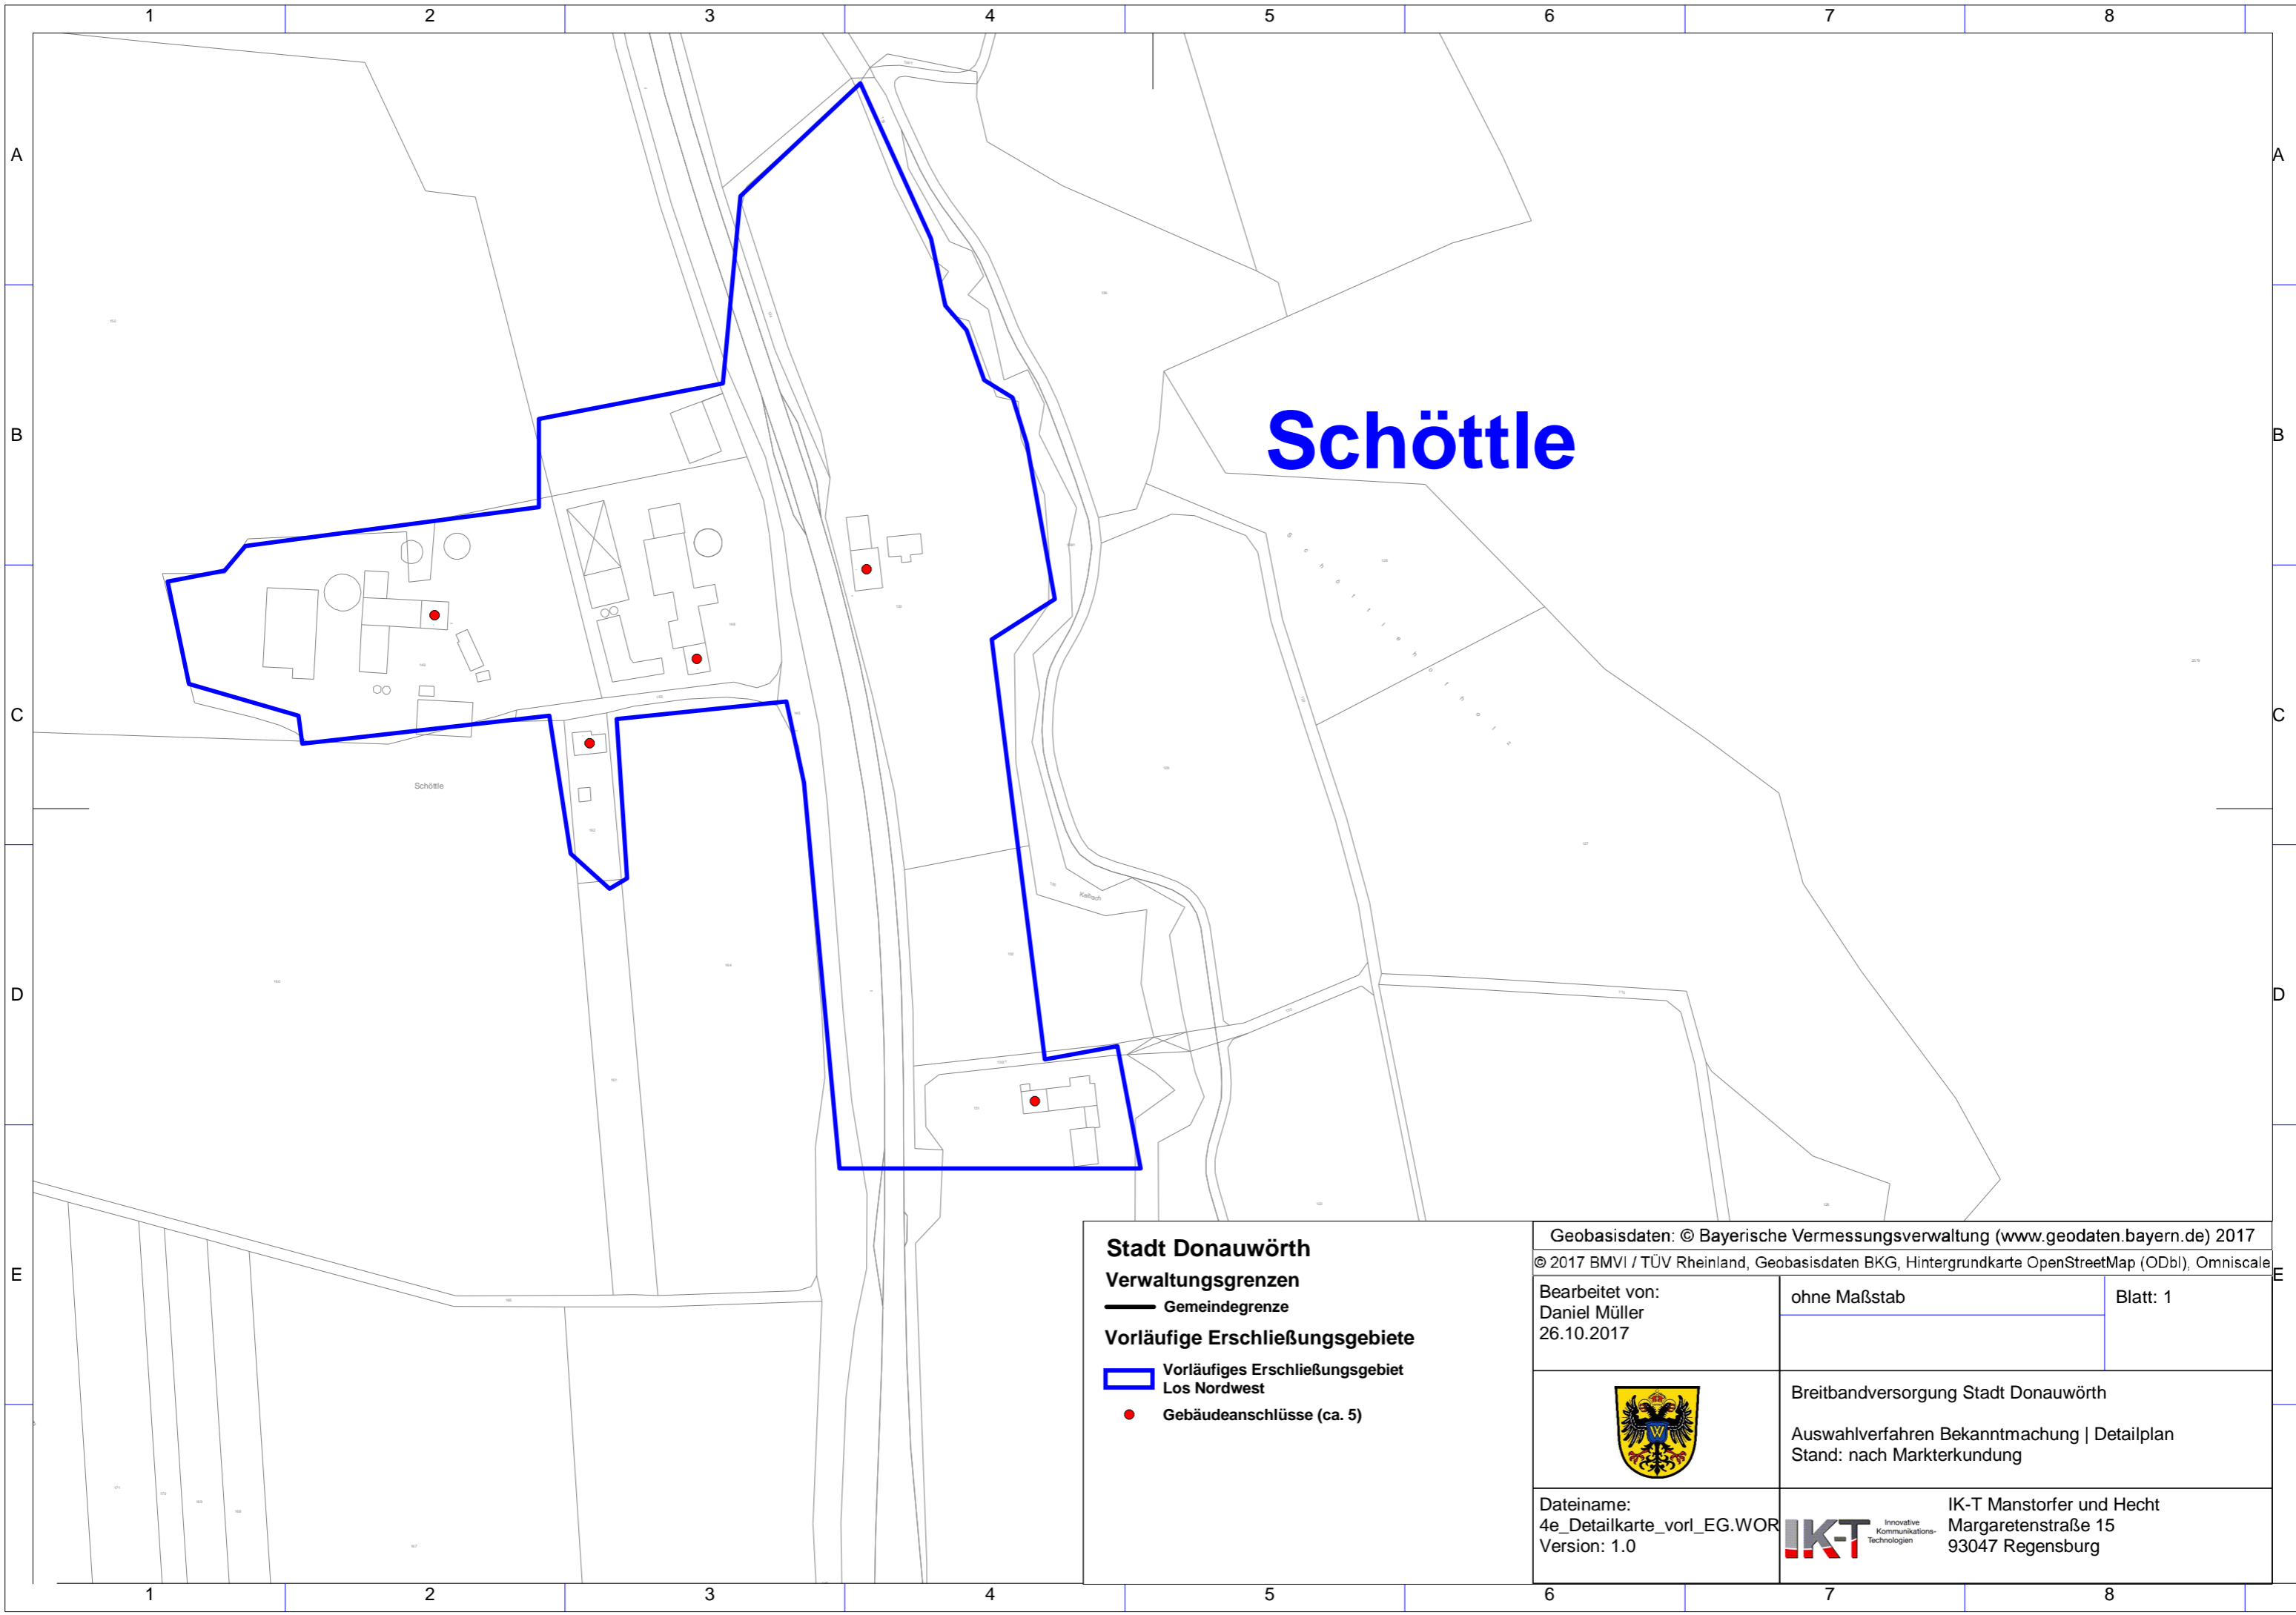 1 2 3 4 5 6 7 8
A A
B B
Schöttle
C C
Schöttle
Kaibach
D D
Stadt Donauwörth
Verwaltungsgrenzen
Gemeindegrenze
Vorläufige Erschließungsgebiete
Vorläufiges Erschließungsgebiet
Los Nordwest
Gebäudeanschlüsse (ca. 5)
Geobasisdaten: © Bayerische Vermessungsverwaltung (www.geodaten.bayern.de) 2017
© 2017 BMVI / TÜV Rheinland, Geobasisdaten BKG, Hintergrundkarte OpenStreetMap (ODbl), Omniscale
E E
Bearbeitet von:
Daniel Müller
26.10.2017
ohne Maßstab
Blatt: 1
W
Breitbandversorgung Stadt Donauwörth
Auswahlverfahren Bekanntmachung | Detailplan
Stand: nach Markterkundung
Dateiname:
4e_Detailkarte_vorl_EG.WOR
Version: 1.0
IK-T
Innovative
Kommunikations-
Technologien
IK-T Manstorfer und Hecht
Margaretenstraße 15
93047 Regensburg
1 2 3 4 5 6 7 8